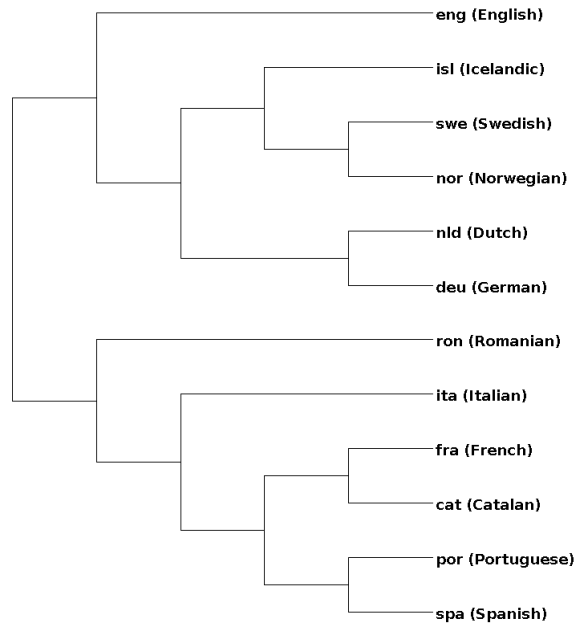 eng (English)
isl (Icelandic)
swe (Swedish)
nor (Norwegian)
nld (Dutch)
deu (German)
ron (Romanian)
ita (Italian)
fra (French)
cat (Catalan)
por (Portuguese)
spa (Spanish)